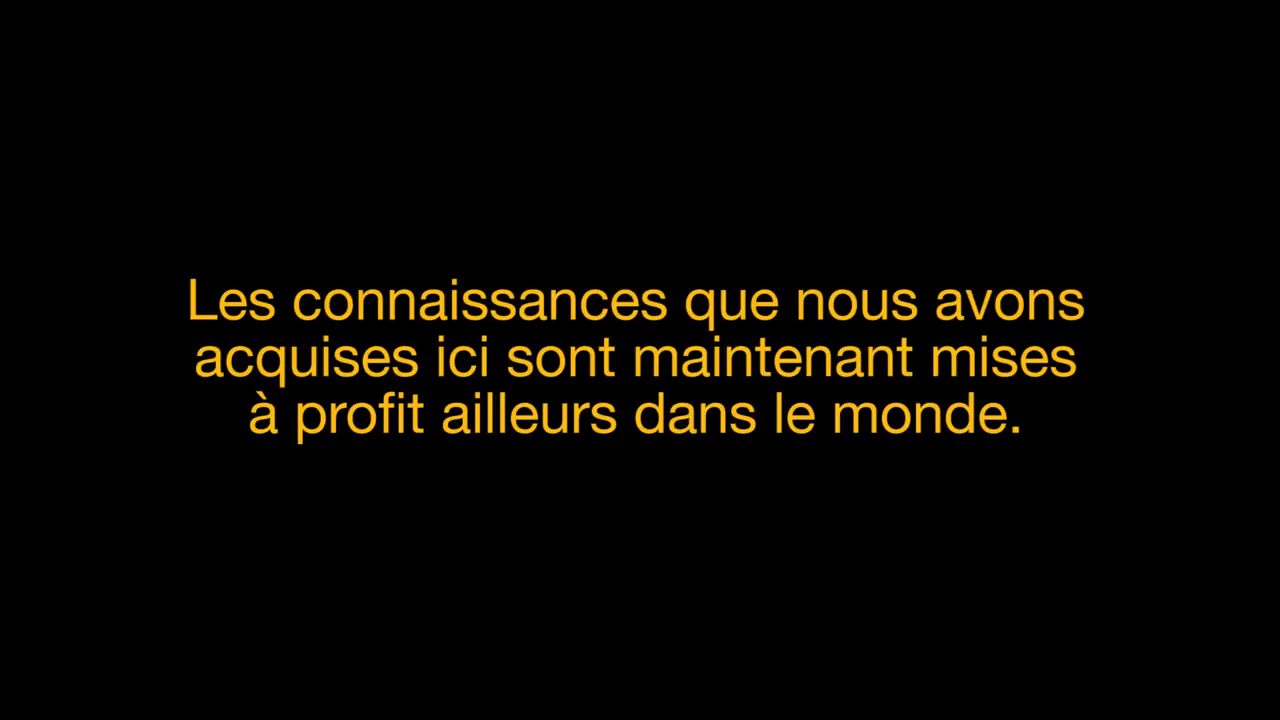 Les connaissances que nous avons
acquises ici sont maintenant mises
à profit ailleurs dans le monde.